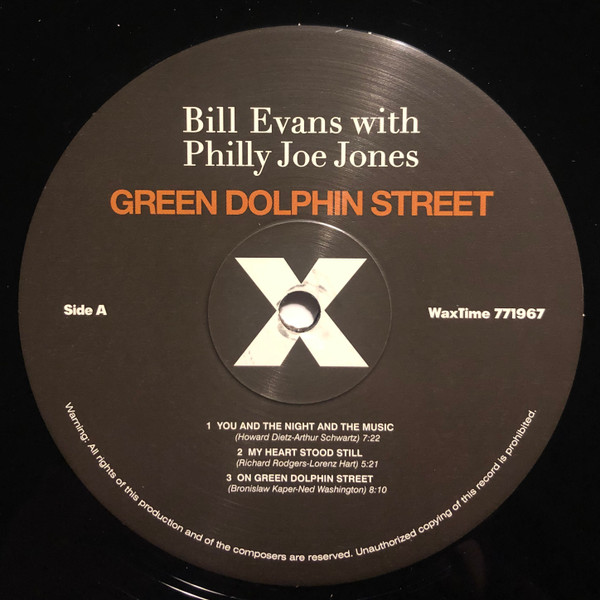 Bill Evans with
Philly Joe Jones
GREEN DOLPHIN STREET
X
Side A
WaxTime 771967
1 YOU AND THE NIGHT AND THE MUSIC
(Howard Dietz-Arthur Schwartz) 7:22
2 MY HEART STOOD STILL
(Richard Rodgers-Lorenz Hart) 5:21
3 ON GREEN DOLPHIN STREET
(Bronislaw Kaper-Ned Washington) 8:10
Warning: All rights of this production and of the composers are reserved. Unauthorized copying of this record is prohibited.